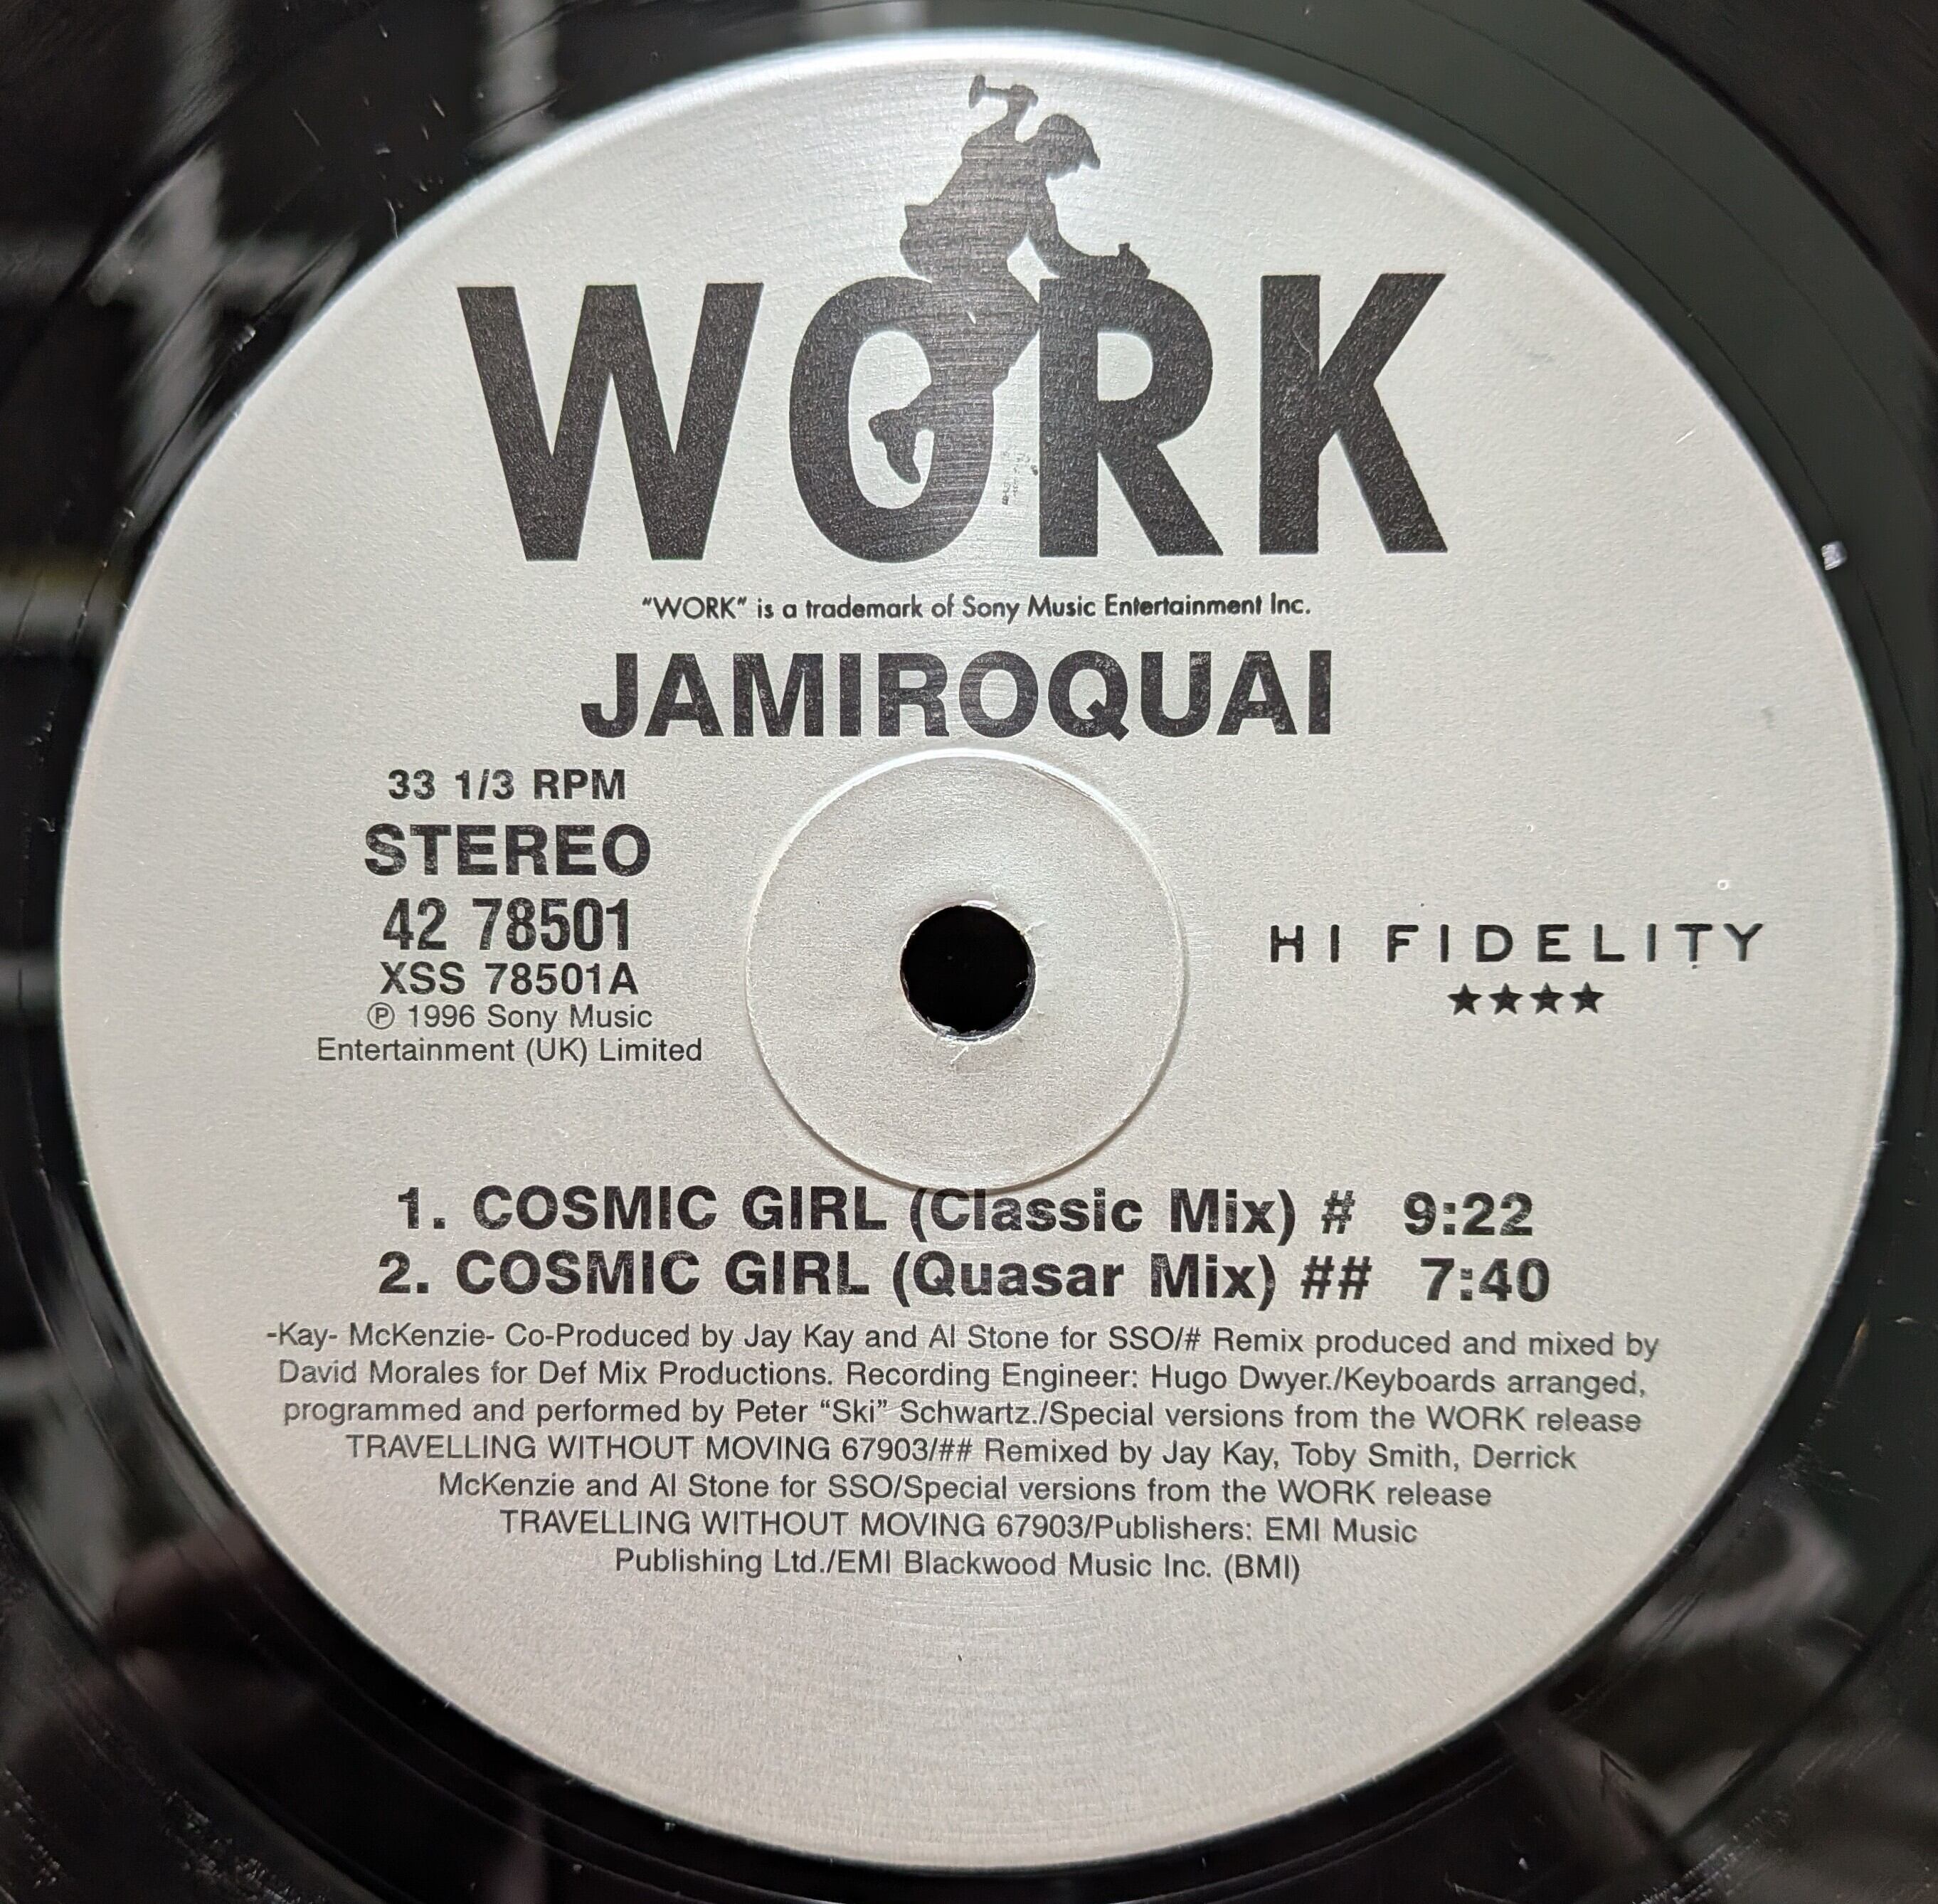 WORK
"WORK" is a trademark of Sony Music Entertainment Inc.
JAMIROQUAI
33 1/3 RPM
STEREO
42 78501
XSS 78501A
℗ 1996 Sony Music
Entertainment (UK) Limited
HI FIDELITY
★★★★
1. COSMIC GIRL (Classic Mix) # 9:22
2. COSMIC GIRL (Quasar Mix) ## 7:40
-Kay- McKenzie- Co-Produced by Jay Kay and Al Stone for SSO/# Remix produced and mixed by
David Morales for Def Mix Productions. Recording Engineer: Hugo Dwyer./Keyboards arranged,
programmed and performed by Peter “Ski” Schwartz./Special versions from the WORK release
TRAVELLING WITHOUT MOVING 67903/## Remixed by Jay Kay, Toby Smith, Derrick
McKenzie and Al Stone for SSO/Special versions from the WORK release
TRAVELLING WITHOUT MOVING 67903/Publishers: EMI Music
Publishing Ltd./EMI Blackwood Music Inc. (BMI)